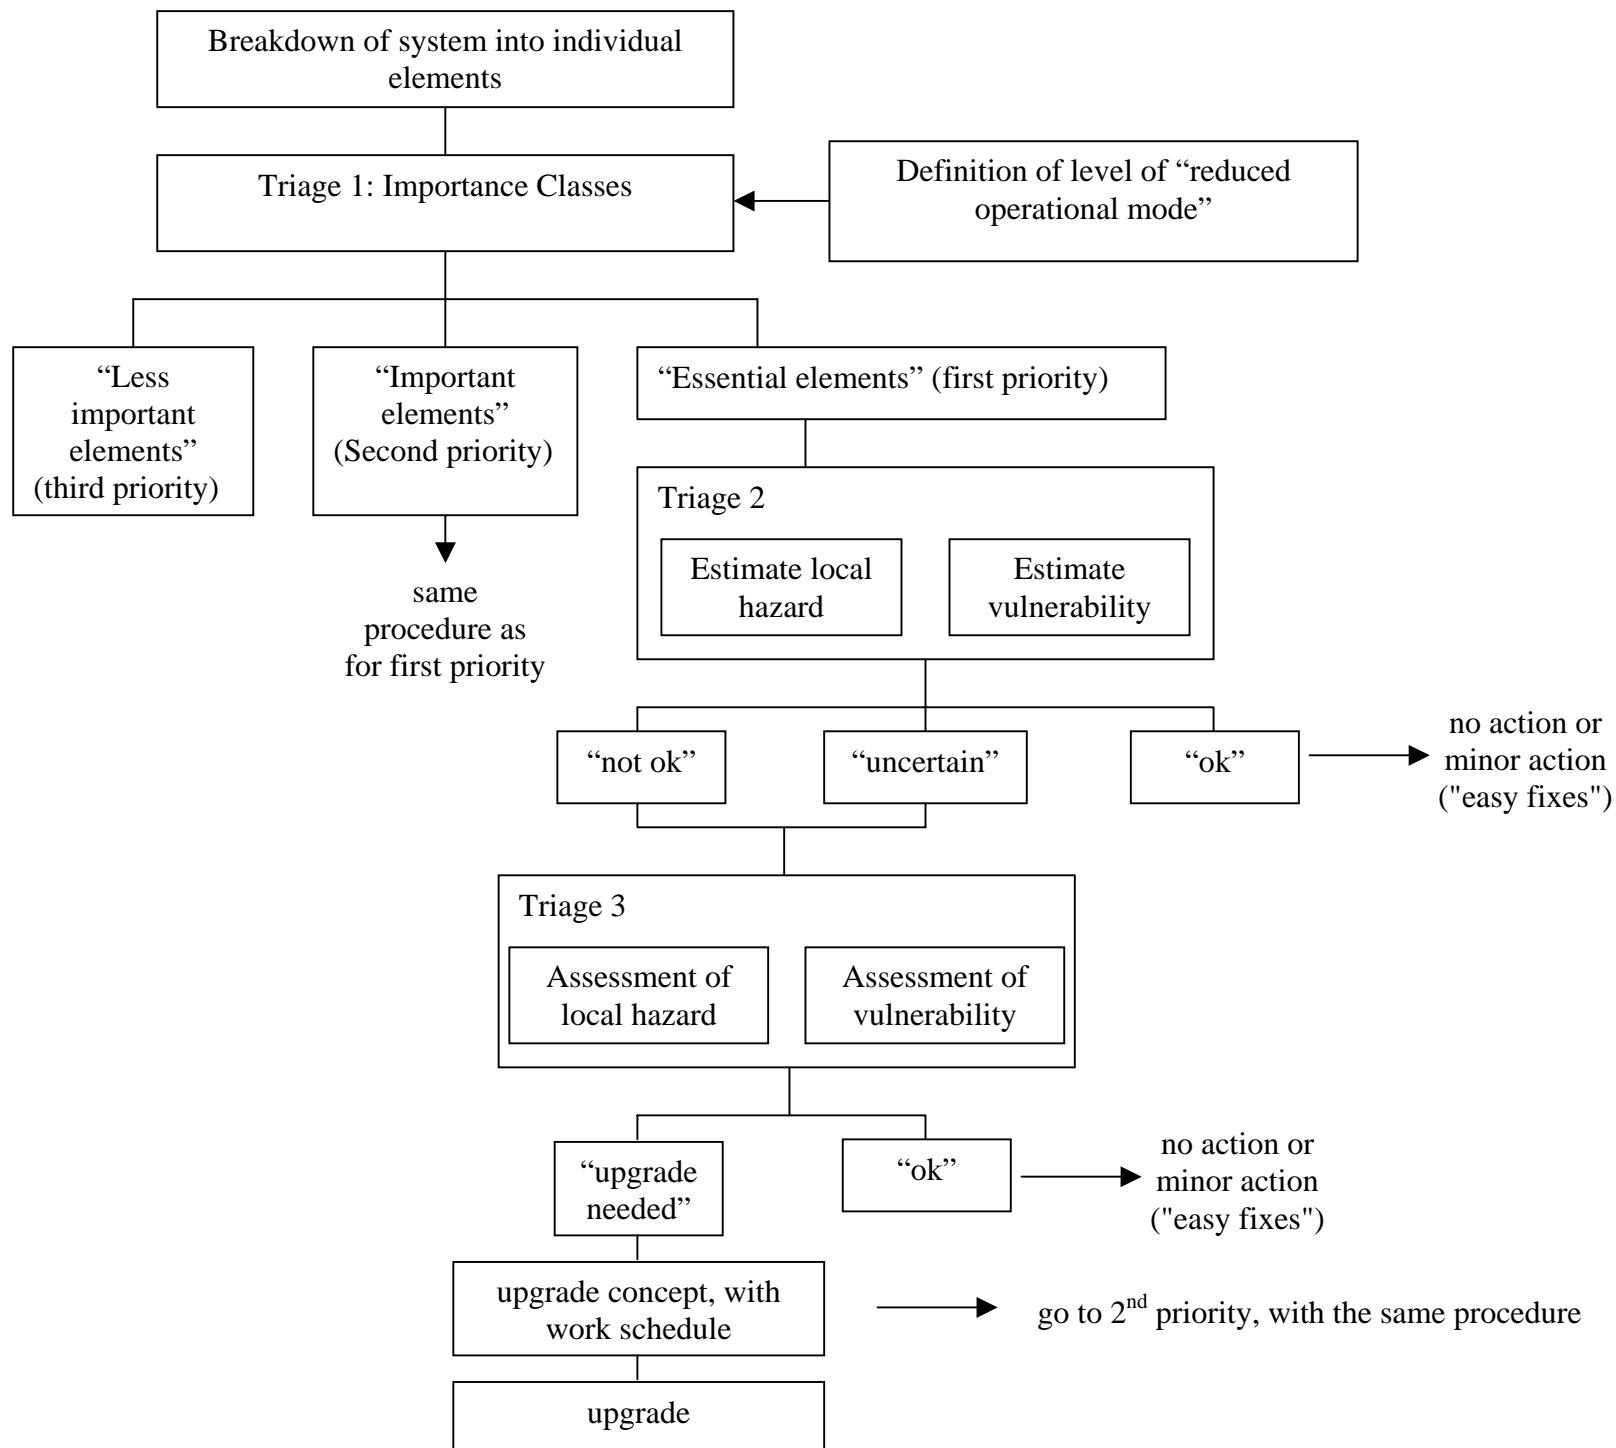 Breakdown of system into individual
elements
Triage 1: Importance Classes
Definition of level of “reduced
operational mode”
“Less
important
elements”
(third priority)
“Important
elements”
(Second priority)
“Essential elements” (first priority)
Triage 2
Estimate local
hazard
Estimate
vulnerability
same
procedure as
for first priority
“not ok”
“uncertain”
“ok”
no action or
minor action
("easy fixes")
Triage 3
Assessment of
local hazard
Assessment of
vulnerability
“upgrade
needed”
“ok”
no action or
minor action
("easy fixes")
upgrade concept, with
work schedule
go to 2nd priority, with the same procedure
upgrade